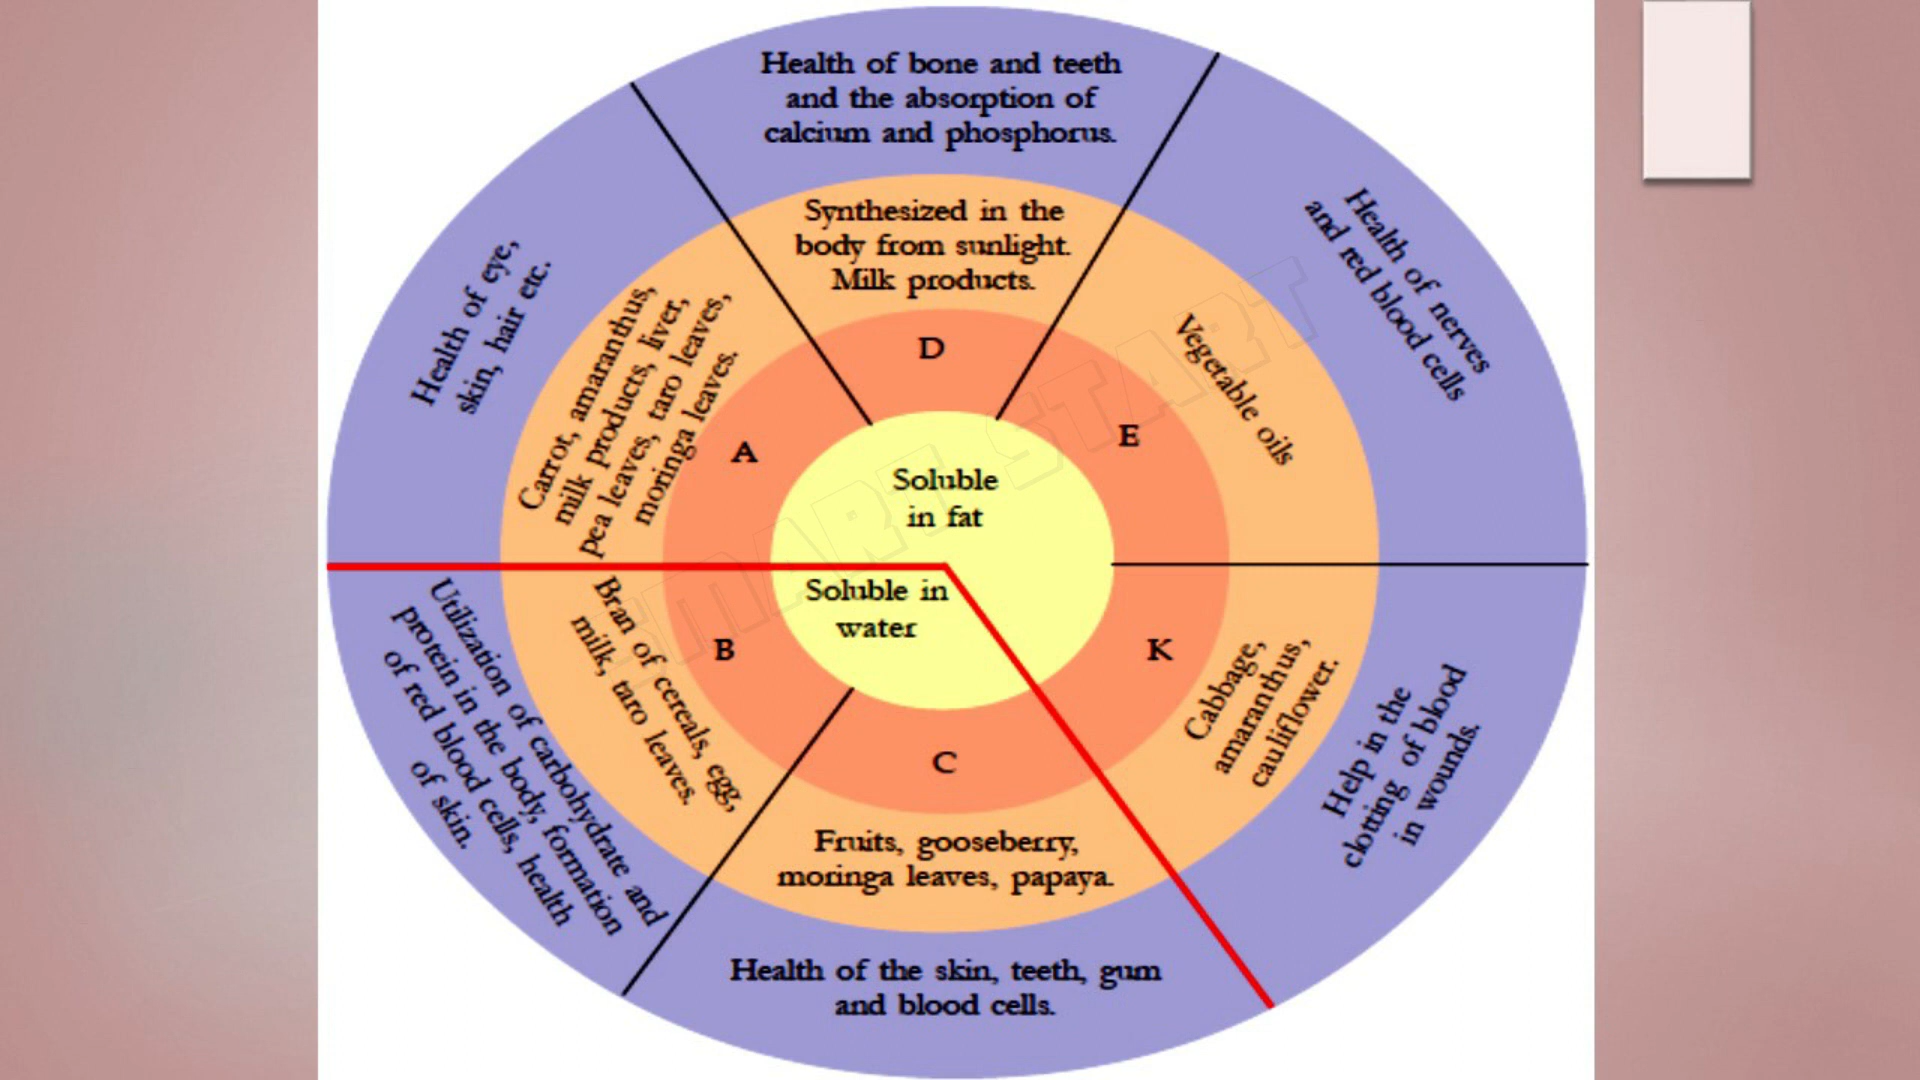 Health of bone and teeth
and the absorption of
calcium and phosphorus.
Synthesized in the
body from sunlight.
Milk products.
D
Health of nerves
and red blood cells
Vegetable oils
E
Help in the
clotting of blood
in wounds.
Cabbage,
amaranthus,
cauliflower.
K
Health of the skin, teeth, gum
and blood cells.
Fruits, gooseberry,
moringa leaves, papaya.
C
Utilization of carbohydrate and
protein in the body, formation
of red blood cells, health
of skin.
Bran of cereals, egg,
milk, taro leaves.
B
Health of eye,
skin, hair etc.
Carrot, amaranthus,
milk products, liver,
pea leaves, taro leaves,
moringa leaves.
A
Soluble
in fat
Soluble in
water
SMART START